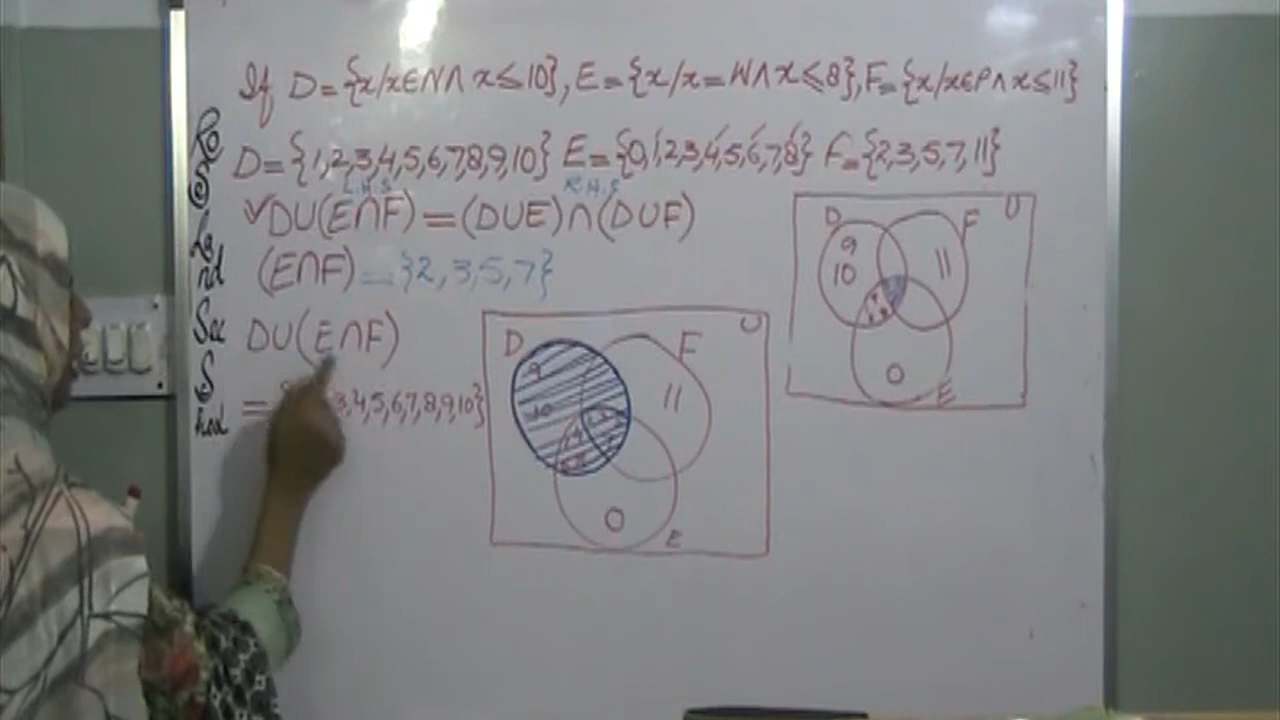 If D={x/x∈N∧x≤10}, E={x/x=W∧x≤8}, F={x/x∈P∧x≤11}
D={1,2,3,4,5,6,7,8,9,10} E={0,1,2,3,4,5,6,7,8} F={2,3,5,7,11}
L.H.S R.H.S
✓DU(E∩F)=(DUE)∩(DUF)
(E∩F)={2,3,5,7}
DU(E∩F)
= 3,4,5,6,7,8,9,10}
D F U
9
10
11
0
E
D F U
9
10
11
0
E